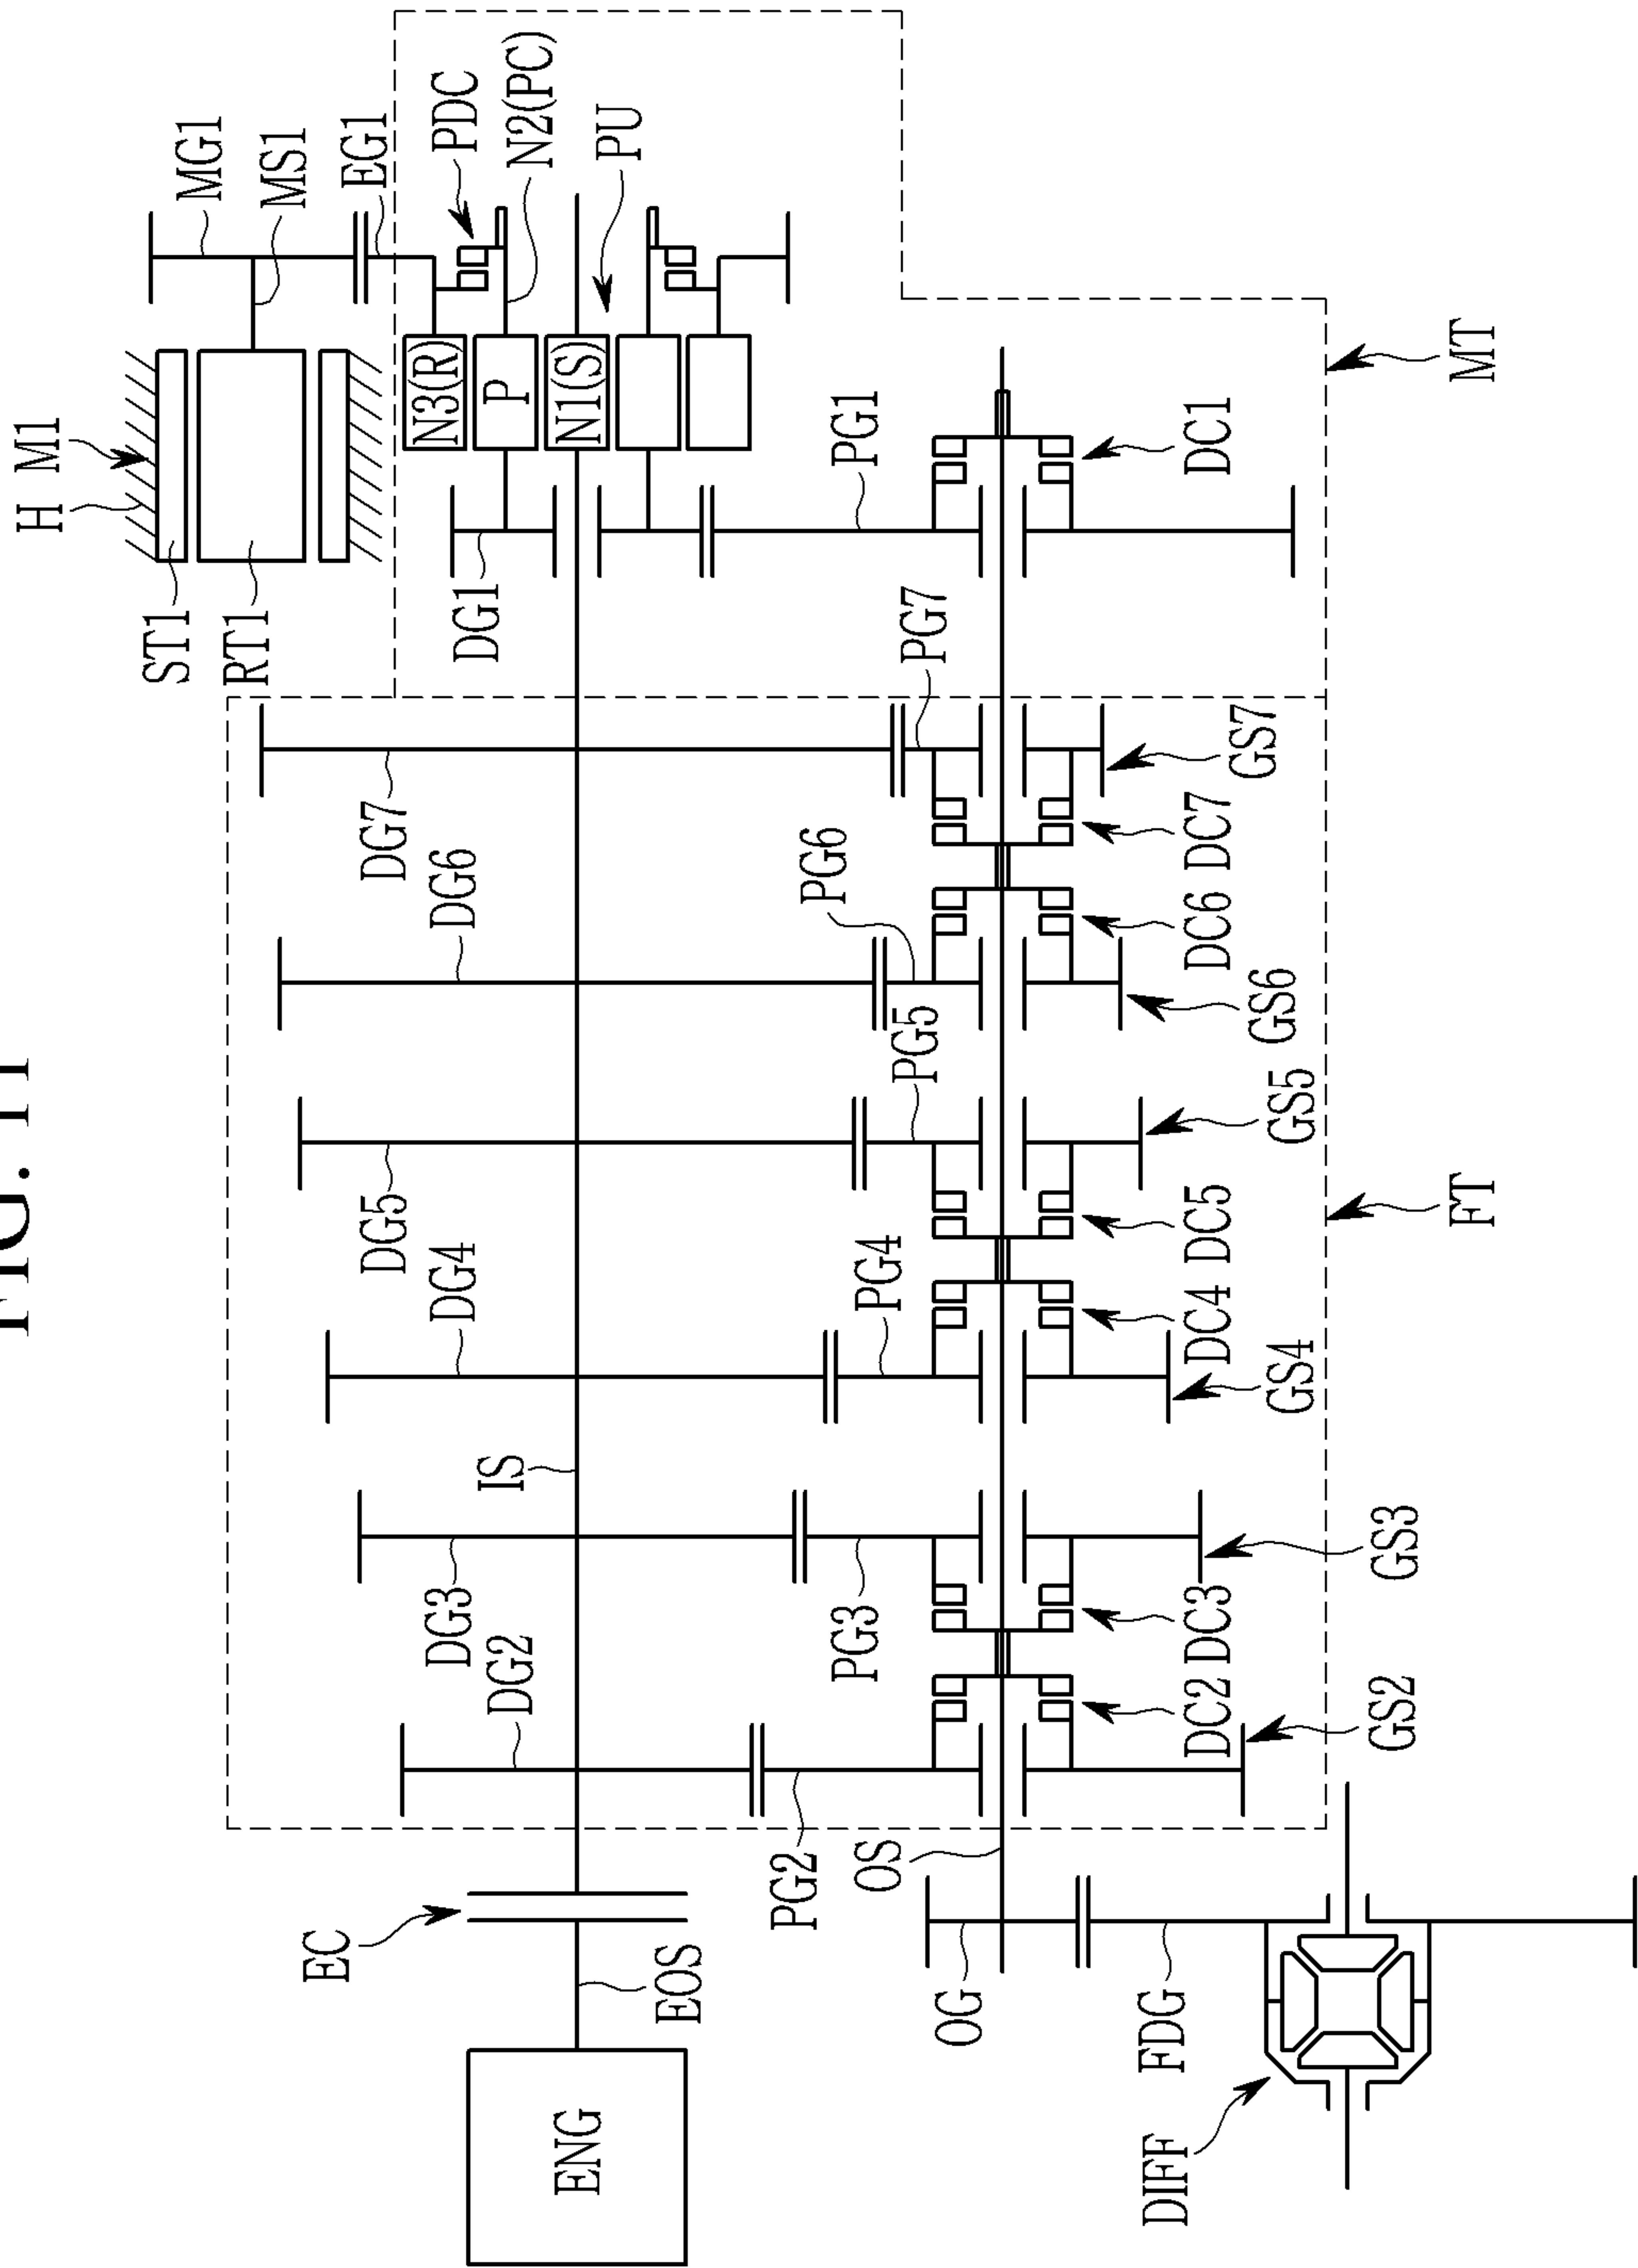 FIG. 11
H
M1
ST1
RT1
MG1
MS1
EG1
PDC
N2(PC)
PU
N3(R)
P
N1(S)
DG1
PG1
DC1
MT
DG7
PG7
GS7
DC7
DG6
PG6
DC6
GS6
DG5
PG5
GS5
DC5
FT
DG4
PG4
DC4
GS4
IS
DG3
PG3
GS3
DC3
DG2
PG2
DC2
GS2
EC
EOS
ENG
OS
OG
FDG
DIFF